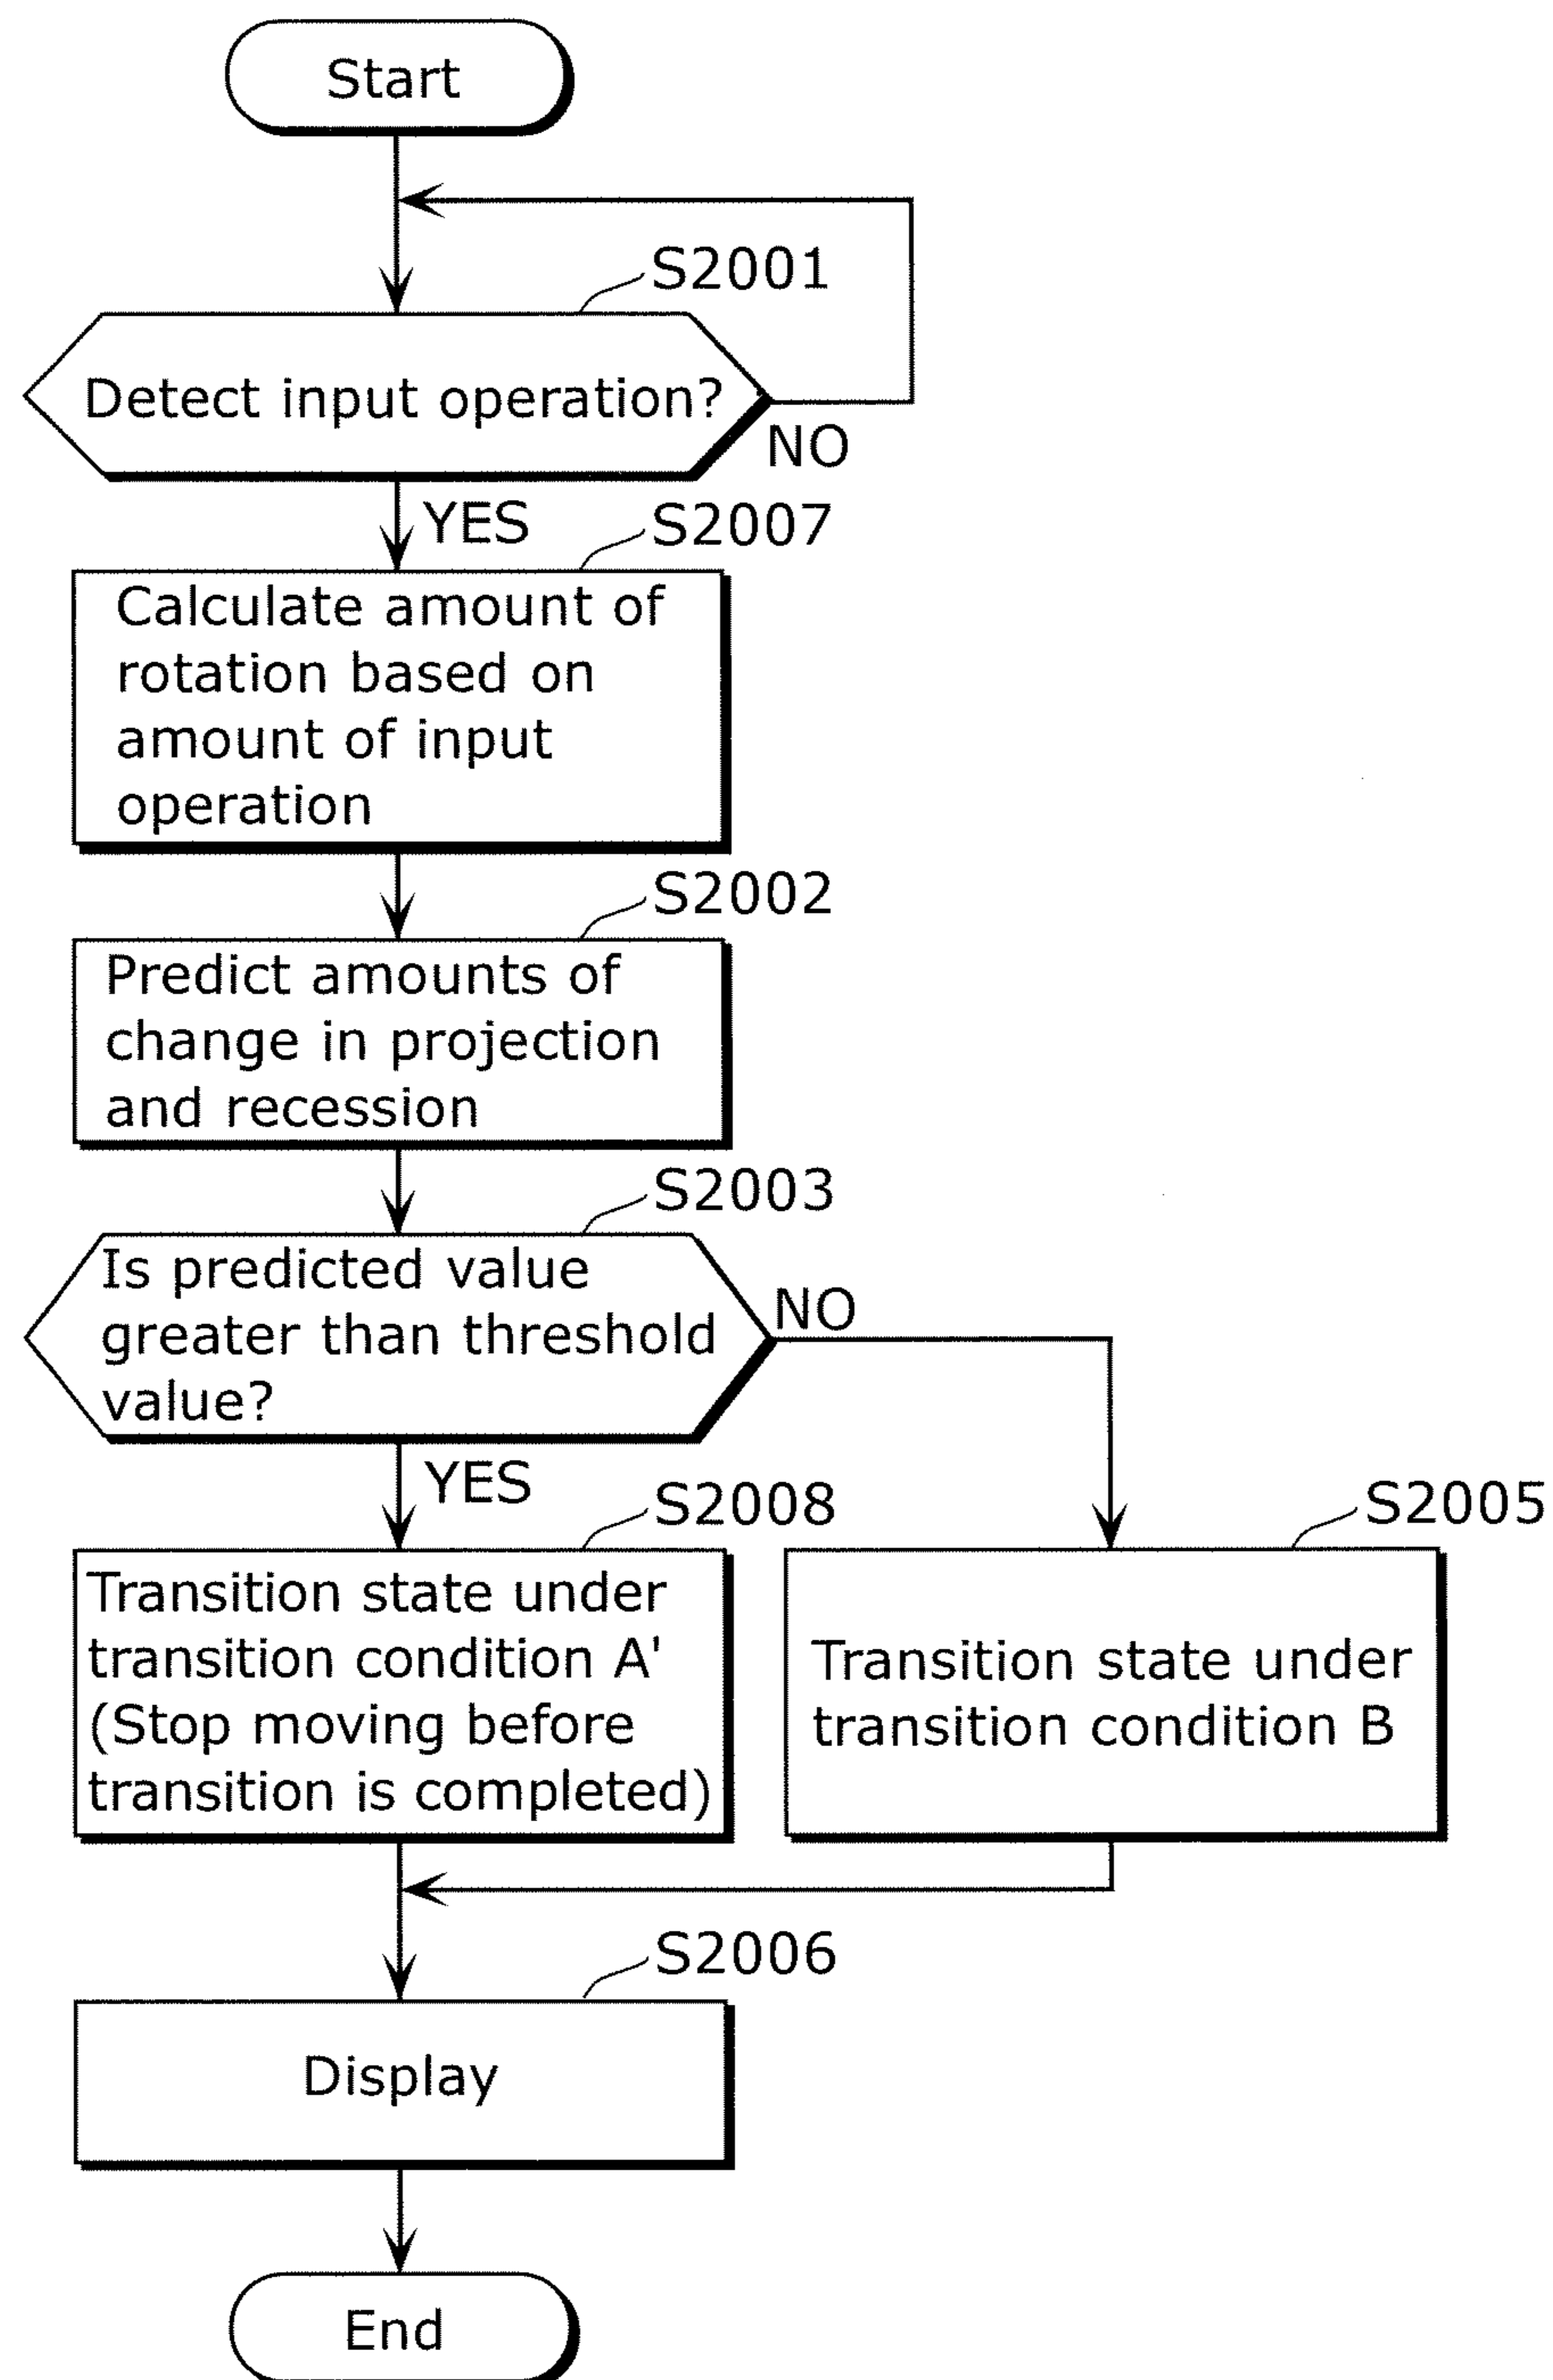 Start
S2001
Detect input operation?
NO
YES
S2007
Calculate amount of
rotation based on
amount of input
operation
S2002
Predict amounts of
change in projection
and recession
S2003
Is predicted value
greater than threshold
value?
NO
YES
S2008
Transition state under
transition condition A'
(Stop moving before
transition is completed)
S2005
Transition state under
transition condition B
S2006
Display
End